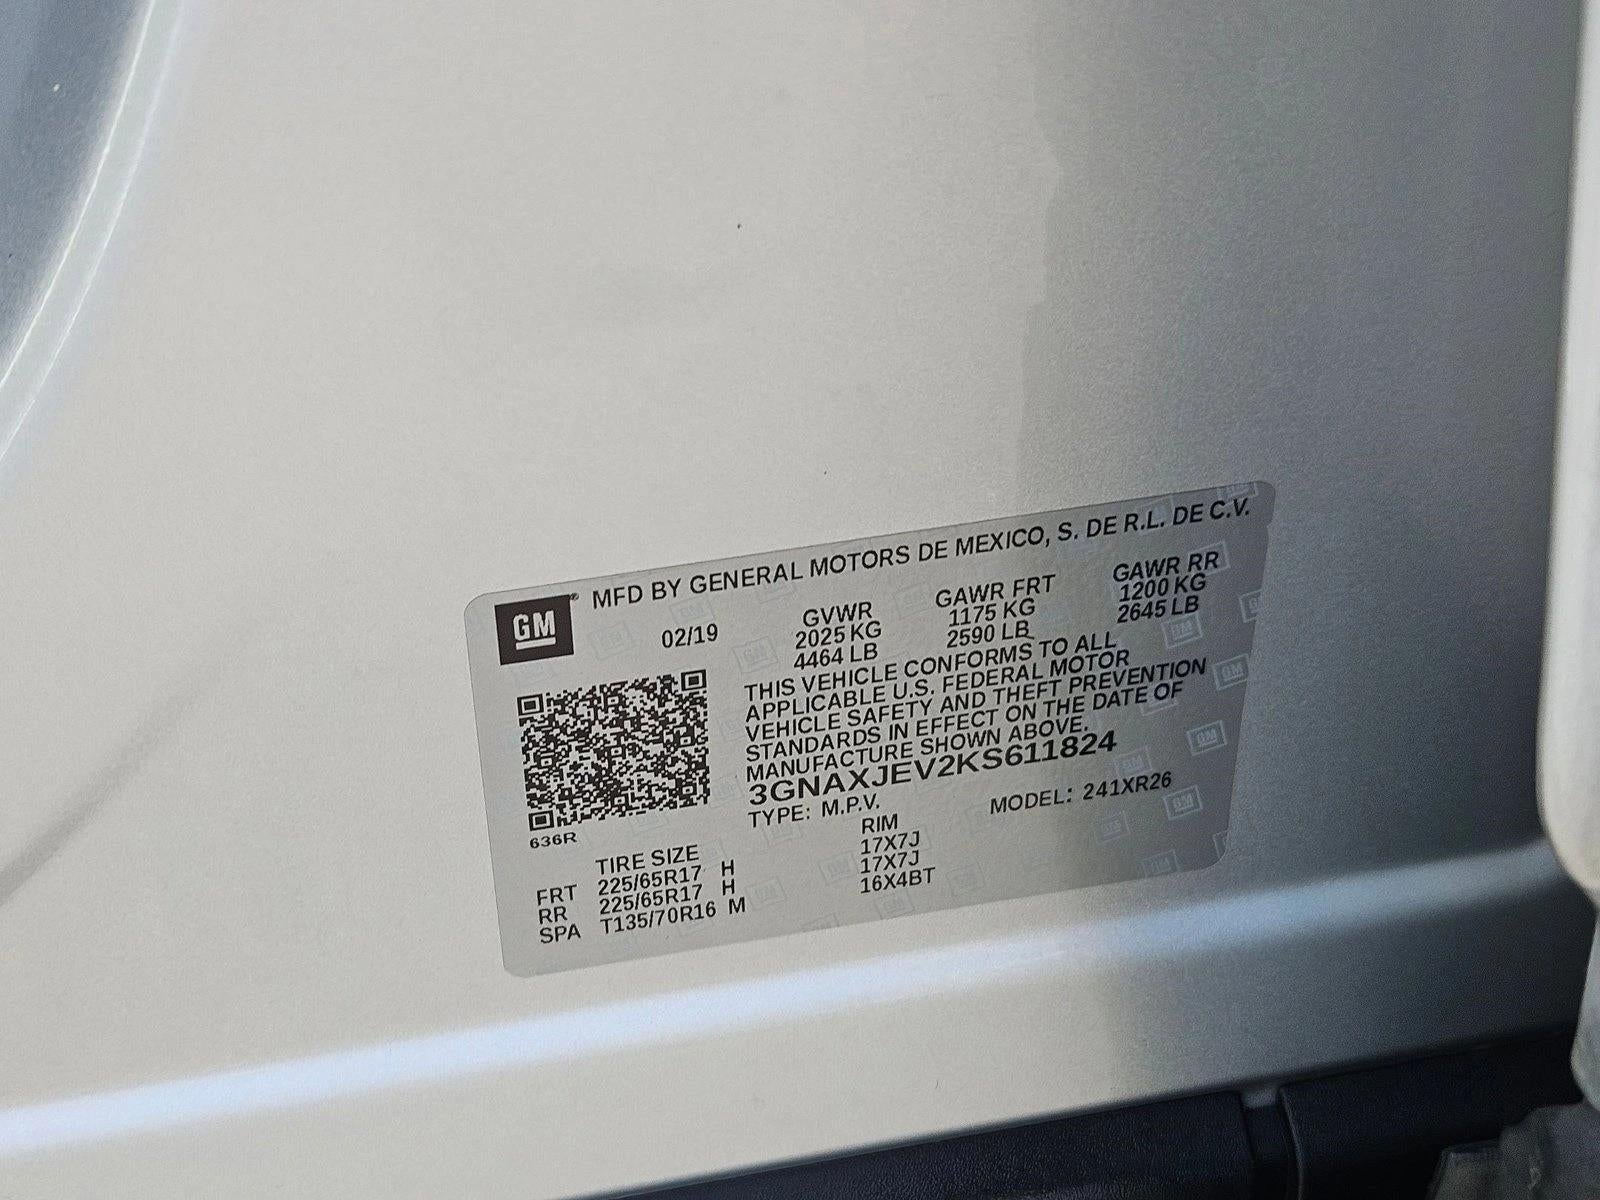 MFD BY GENERAL MOTORS DE MEXICO, S. DE R.L. DE C.V.
GM
02/19
GVWR GAWR FRT GAWR RR
2025 KG 1175 KG 1200 KG
4464 LB 2590 LB 2645 LB
THIS VEHICLE CONFORMS TO ALL
APPLICABLE U.S. FEDERAL MOTOR
VEHICLE SAFETY AND THEFT PREVENTION
STANDARDS IN EFFECT ON THE DATE OF
MANUFACTURE SHOWN ABOVE.
3GNAXJEV2KS611824
TYPE: M.P.V. MODEL: 241XR26
636R
TIRE SIZE RIM
FRT 225/65R17 H 17X7J
RR 225/65R17 H 17X7J
SPA T135/70R16 M 16X4BT